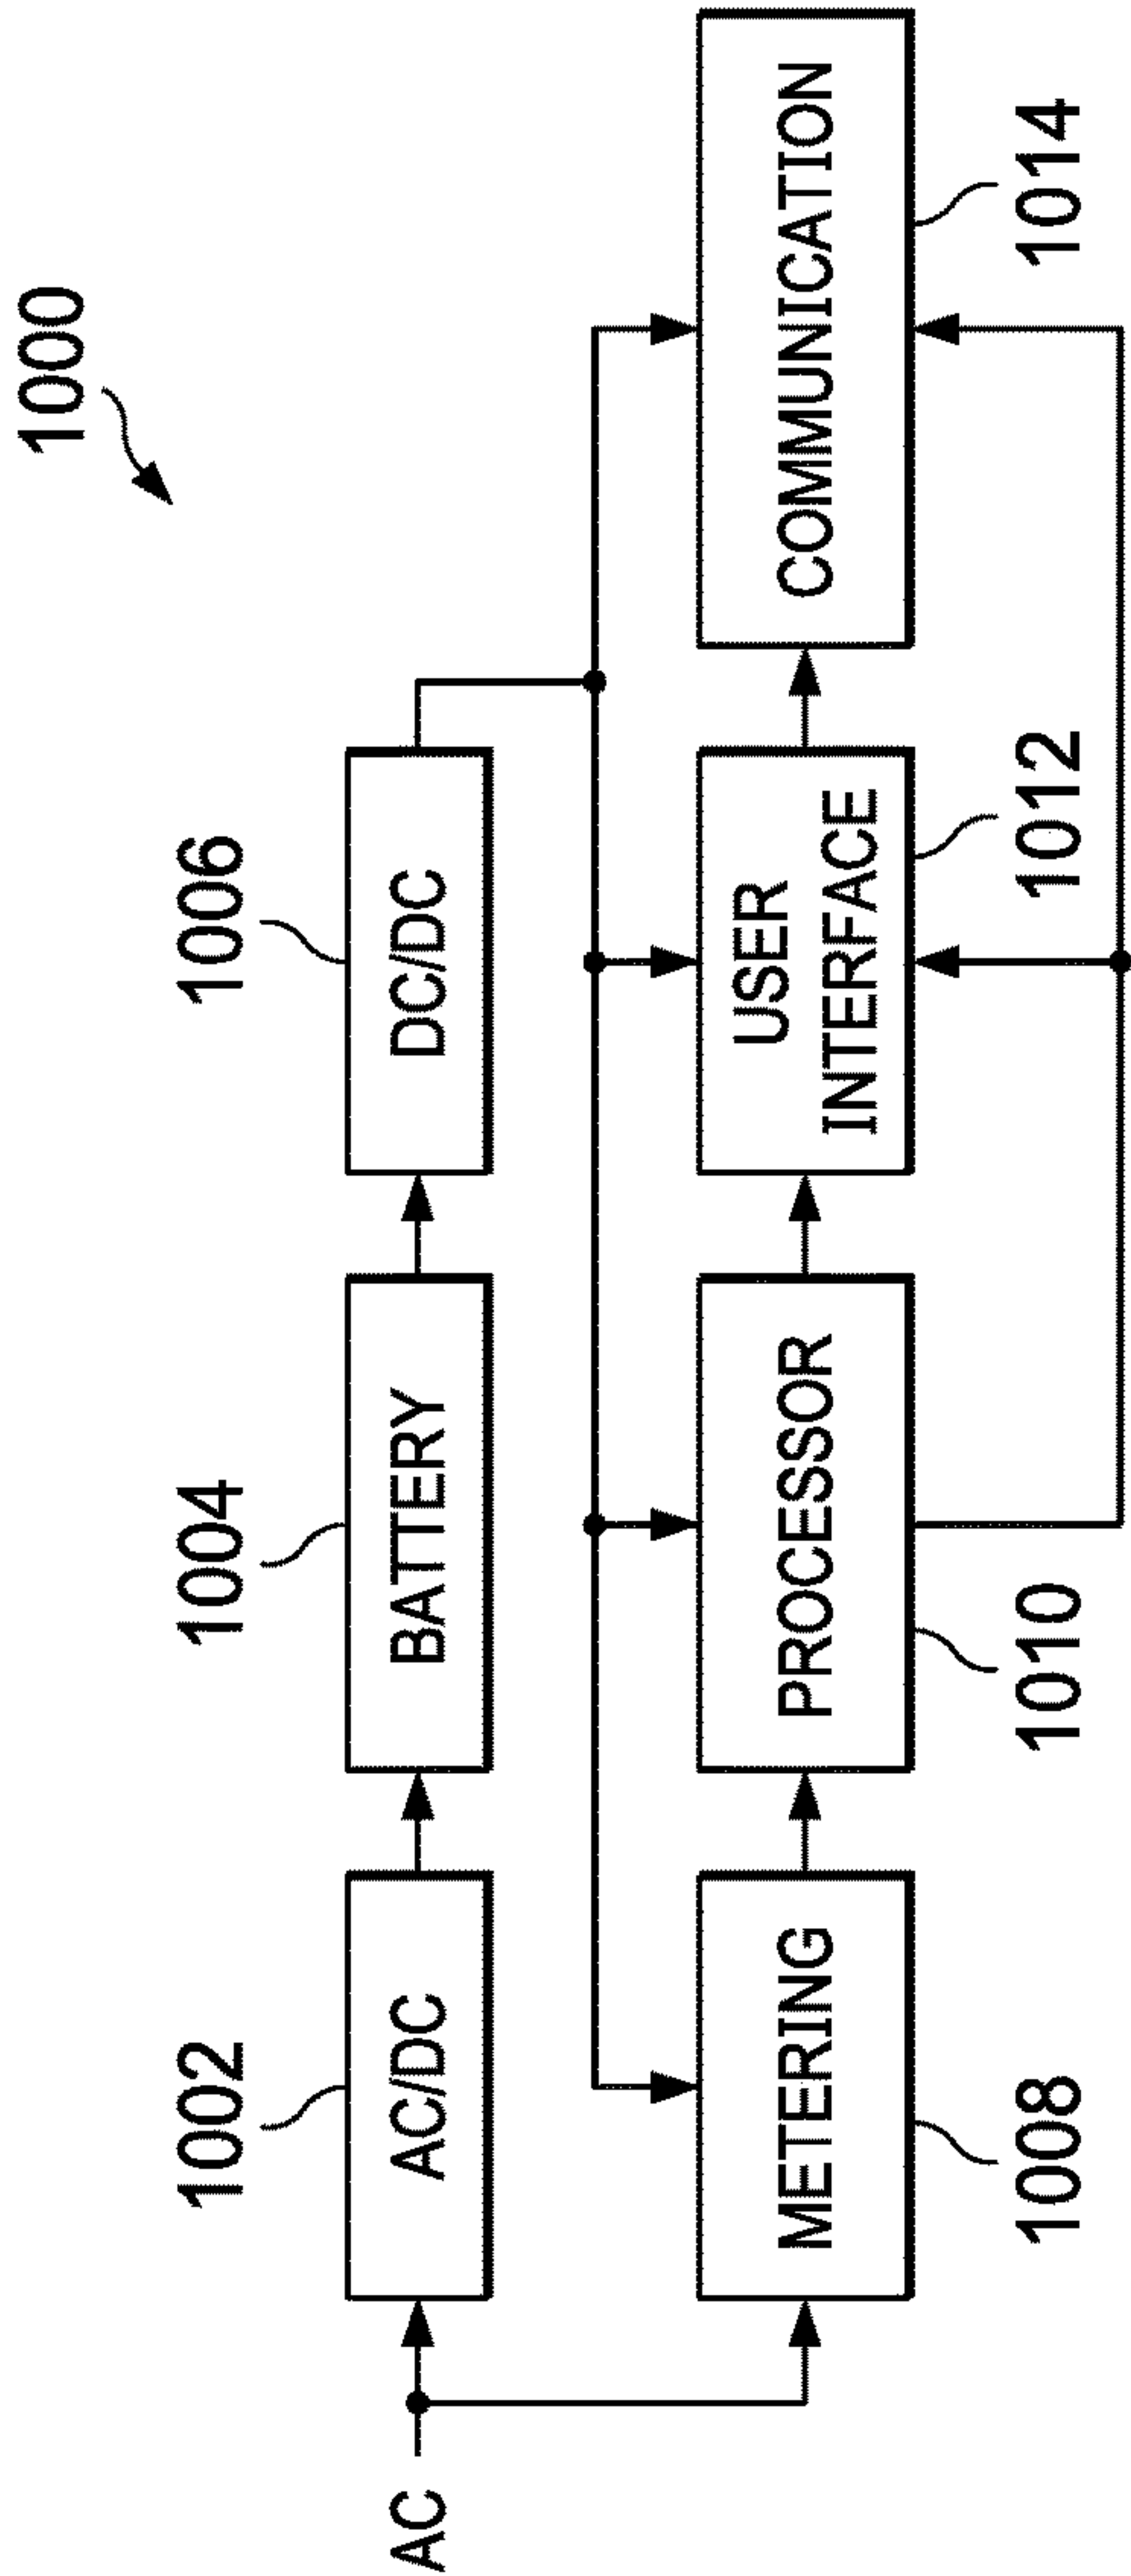 1000
1002
1004
1006
AC
AC/DC
BATTERY
DC/DC
METERING
PROCESSOR
USER
INTERFACE
COMMUNICATION
1008
1010
1012
1014